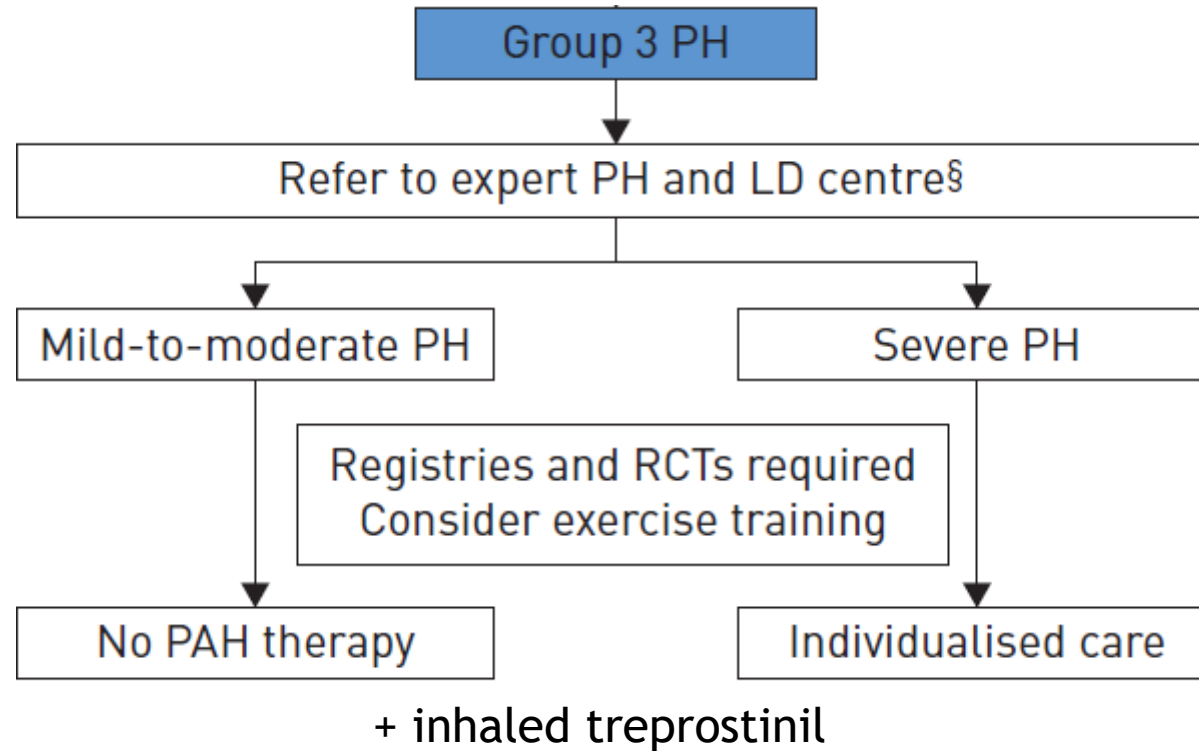 Group 3 PH
Refer to expert PH and LD centre§
Mild-to-moderate PH
Severe PH
Registries and RCTs required
Consider exercise training
No PAH therapy
Individualised care
+ inhaled treprostinil